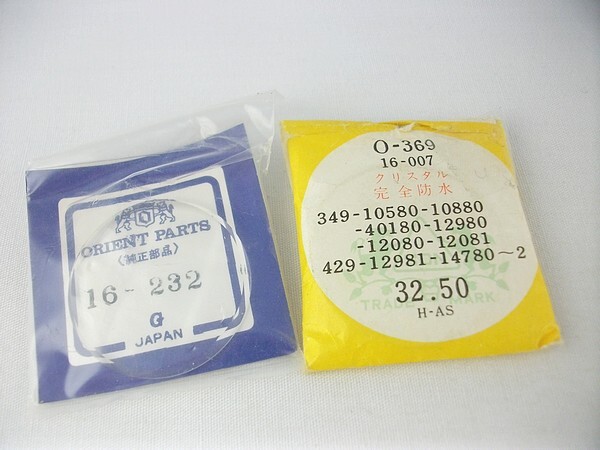 ORIENT PARTS
〈純正部品〉
16-232
G
JAPAN
O-369
16-007
クリスタル
完全防水
349-10580-10880
-40180-12980
-12080-12081
429-12981-14780～2
32.50
TRADE MARK
H-AS